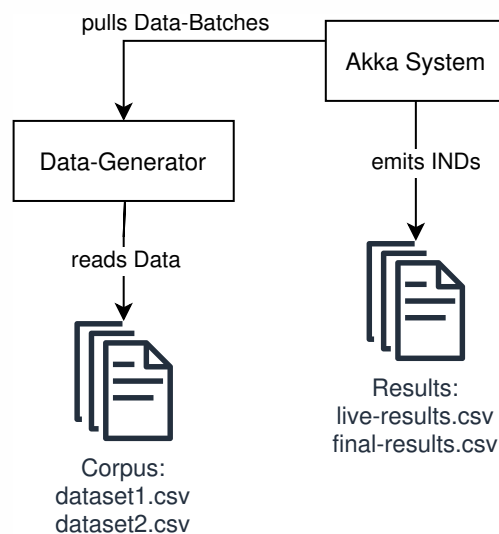 pulls Data-Batches
Akka System
Data-Generator
emits INDs
reads Data
Results:
live-results.csv
final-results.csv
Corpus:
dataset1.csv
dataset2.csv